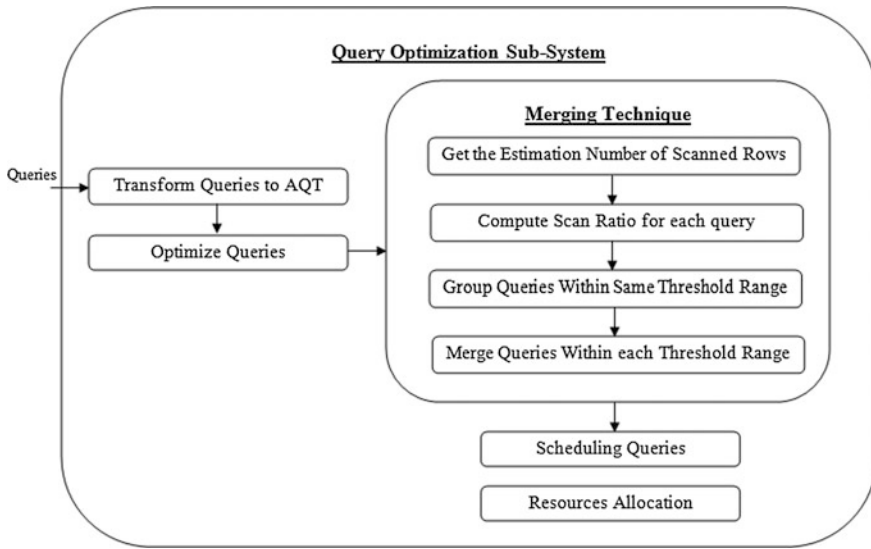 Query Optimization Sub-System
Merging Technique
Get the Estimation Number of Scanned Rows
Queries
Transform Queries to AQT
Compute Scan Ratio for each query
Optimize Queries
Group Queries Within Same Threshold Range
Merge Queries Within each Threshold Range
Scheduling Queries
Resources Allocation